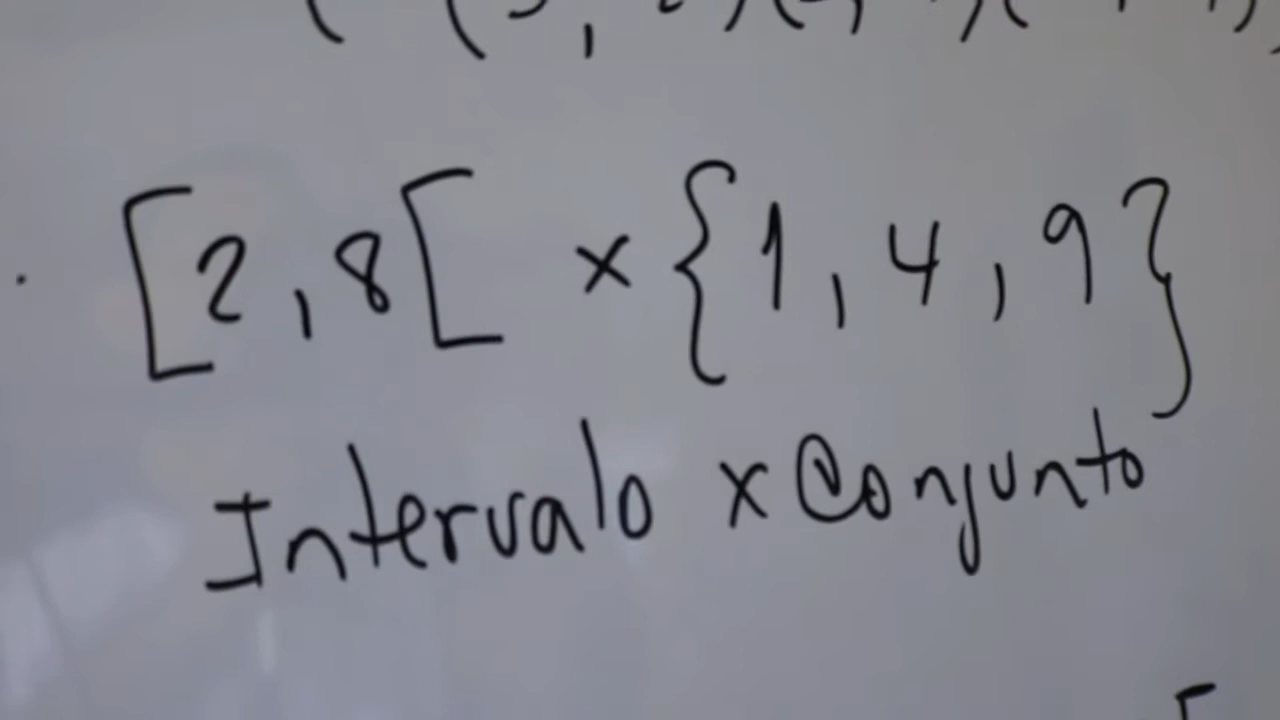 [2,8[ x {1, 4, 9}
Intervalo x Conjunto